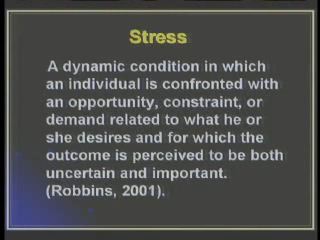 Stress
A dynamic condition in which
an individual is confronted with
an opportunity, constraint, or
demand related to what he or
she desires and for which the
outcome is perceived to be both
uncertain and important.
(Robbins, 2001).